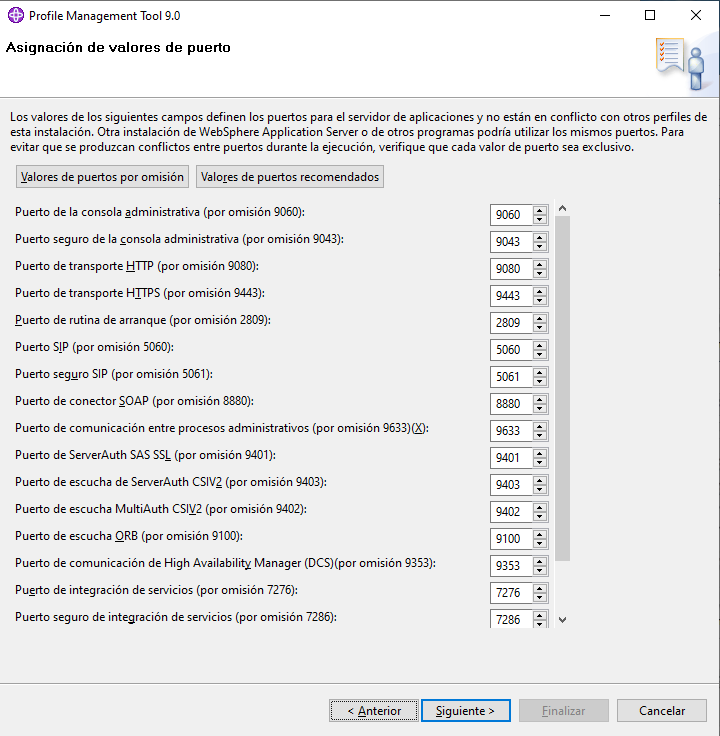 Profile Management Tool 9.0
Asignación de valores de puerto
Los valores de los siguientes campos definen los puertos para el servidor de aplicaciones y no están en conflicto con otros perfiles de
esta instalación. Otra instalación de WebSphere Application Server o de otros programas podría utilizar los mismos puertos. Para
evitar que se produzcan conflictos entre puertos durante la ejecución, verifique que cada valor de puerto sea exclusivo.
Valores de puertos por omisión Valores de puertos recomendados
Puerto de la consola administrativa (por omisión 9060): 9060
Puerto seguro de la consola administrativa (por omisión 9043): 9043
Puerto de transporte HTTP (por omisión 9080): 9080
Puerto de transporte HTTPS (por omisión 9443): 9443
Puerto de rutina de arranque (por omisión 2809): 2809
Puerto SIP (por omisión 5060): 5060
Puerto seguro SIP (por omisión 5061): 5061
Puerto de conector SOAP (por omisión 8880): 8880
Puerto de comunicación entre procesos administrativos (por omisión 9633)(X): 9633
Puerto de ServerAuth SAS SSL (por omisión 9401): 9401
Puerto de escucha de ServerAuth CSIV2 (por omisión 9403): 9403
Puerto de escucha MultiAuth CSIV2 (por omisión 9402): 9402
Puerto de escucha ORB (por omisión 9100): 9100
Puerto de comunicación de High Availability Manager (DCS)(por omisión 9353): 9353
Puerto de integración de servicios (por omisión 7276): 7276
Puerto seguro de integración de servicios (por omisión 7286): 7286
< Anterior Siguiente > Finalizar Cancelar